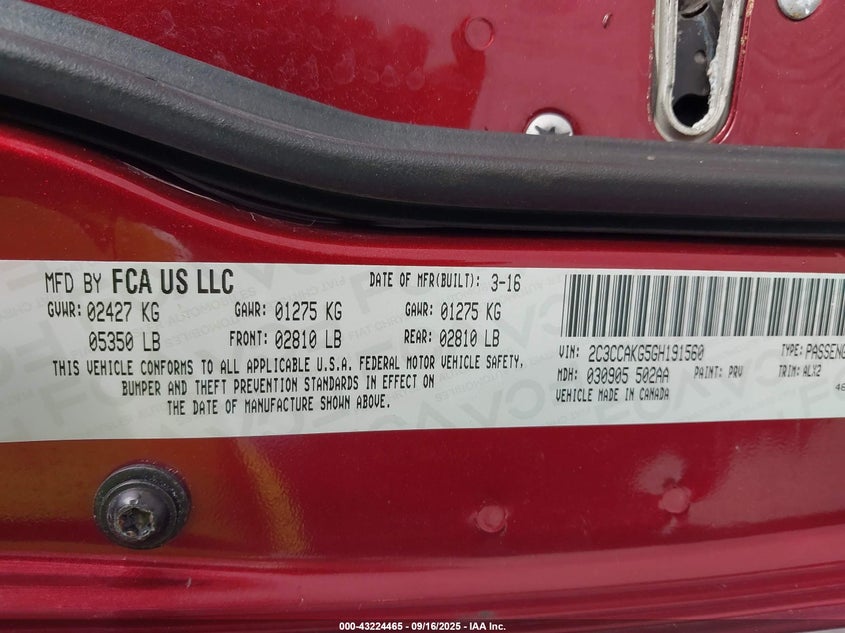 MFD BY FCA US LLC DATE OF MFR(BUILT): 3-16
GVWR: 02427 KG GAWR: 01275 KG GAWR: 01275 KG
05350 LB FRONT: 02810 LB REAR: 02810 LB
THIS VEHICLE CONFORMS TO ALL APPLICABLE U.S.A. FEDERAL MOTOR VEHICLE SAFETY,
BUMPER AND THEFT PREVENTION STANDARDS IN EFFECT ON
THE DATE OF MANUFACTURE SHOWN ABOVE.
VIN: 2C3CCAKG5GH191560 TYPE: PASSENG
MDH: 030905 502AA PAINT: PRV TRIM: ALX2
VEHICLE MADE IN CANADA 46
000-43224465 - 09/16/2025 - IAA Inc.